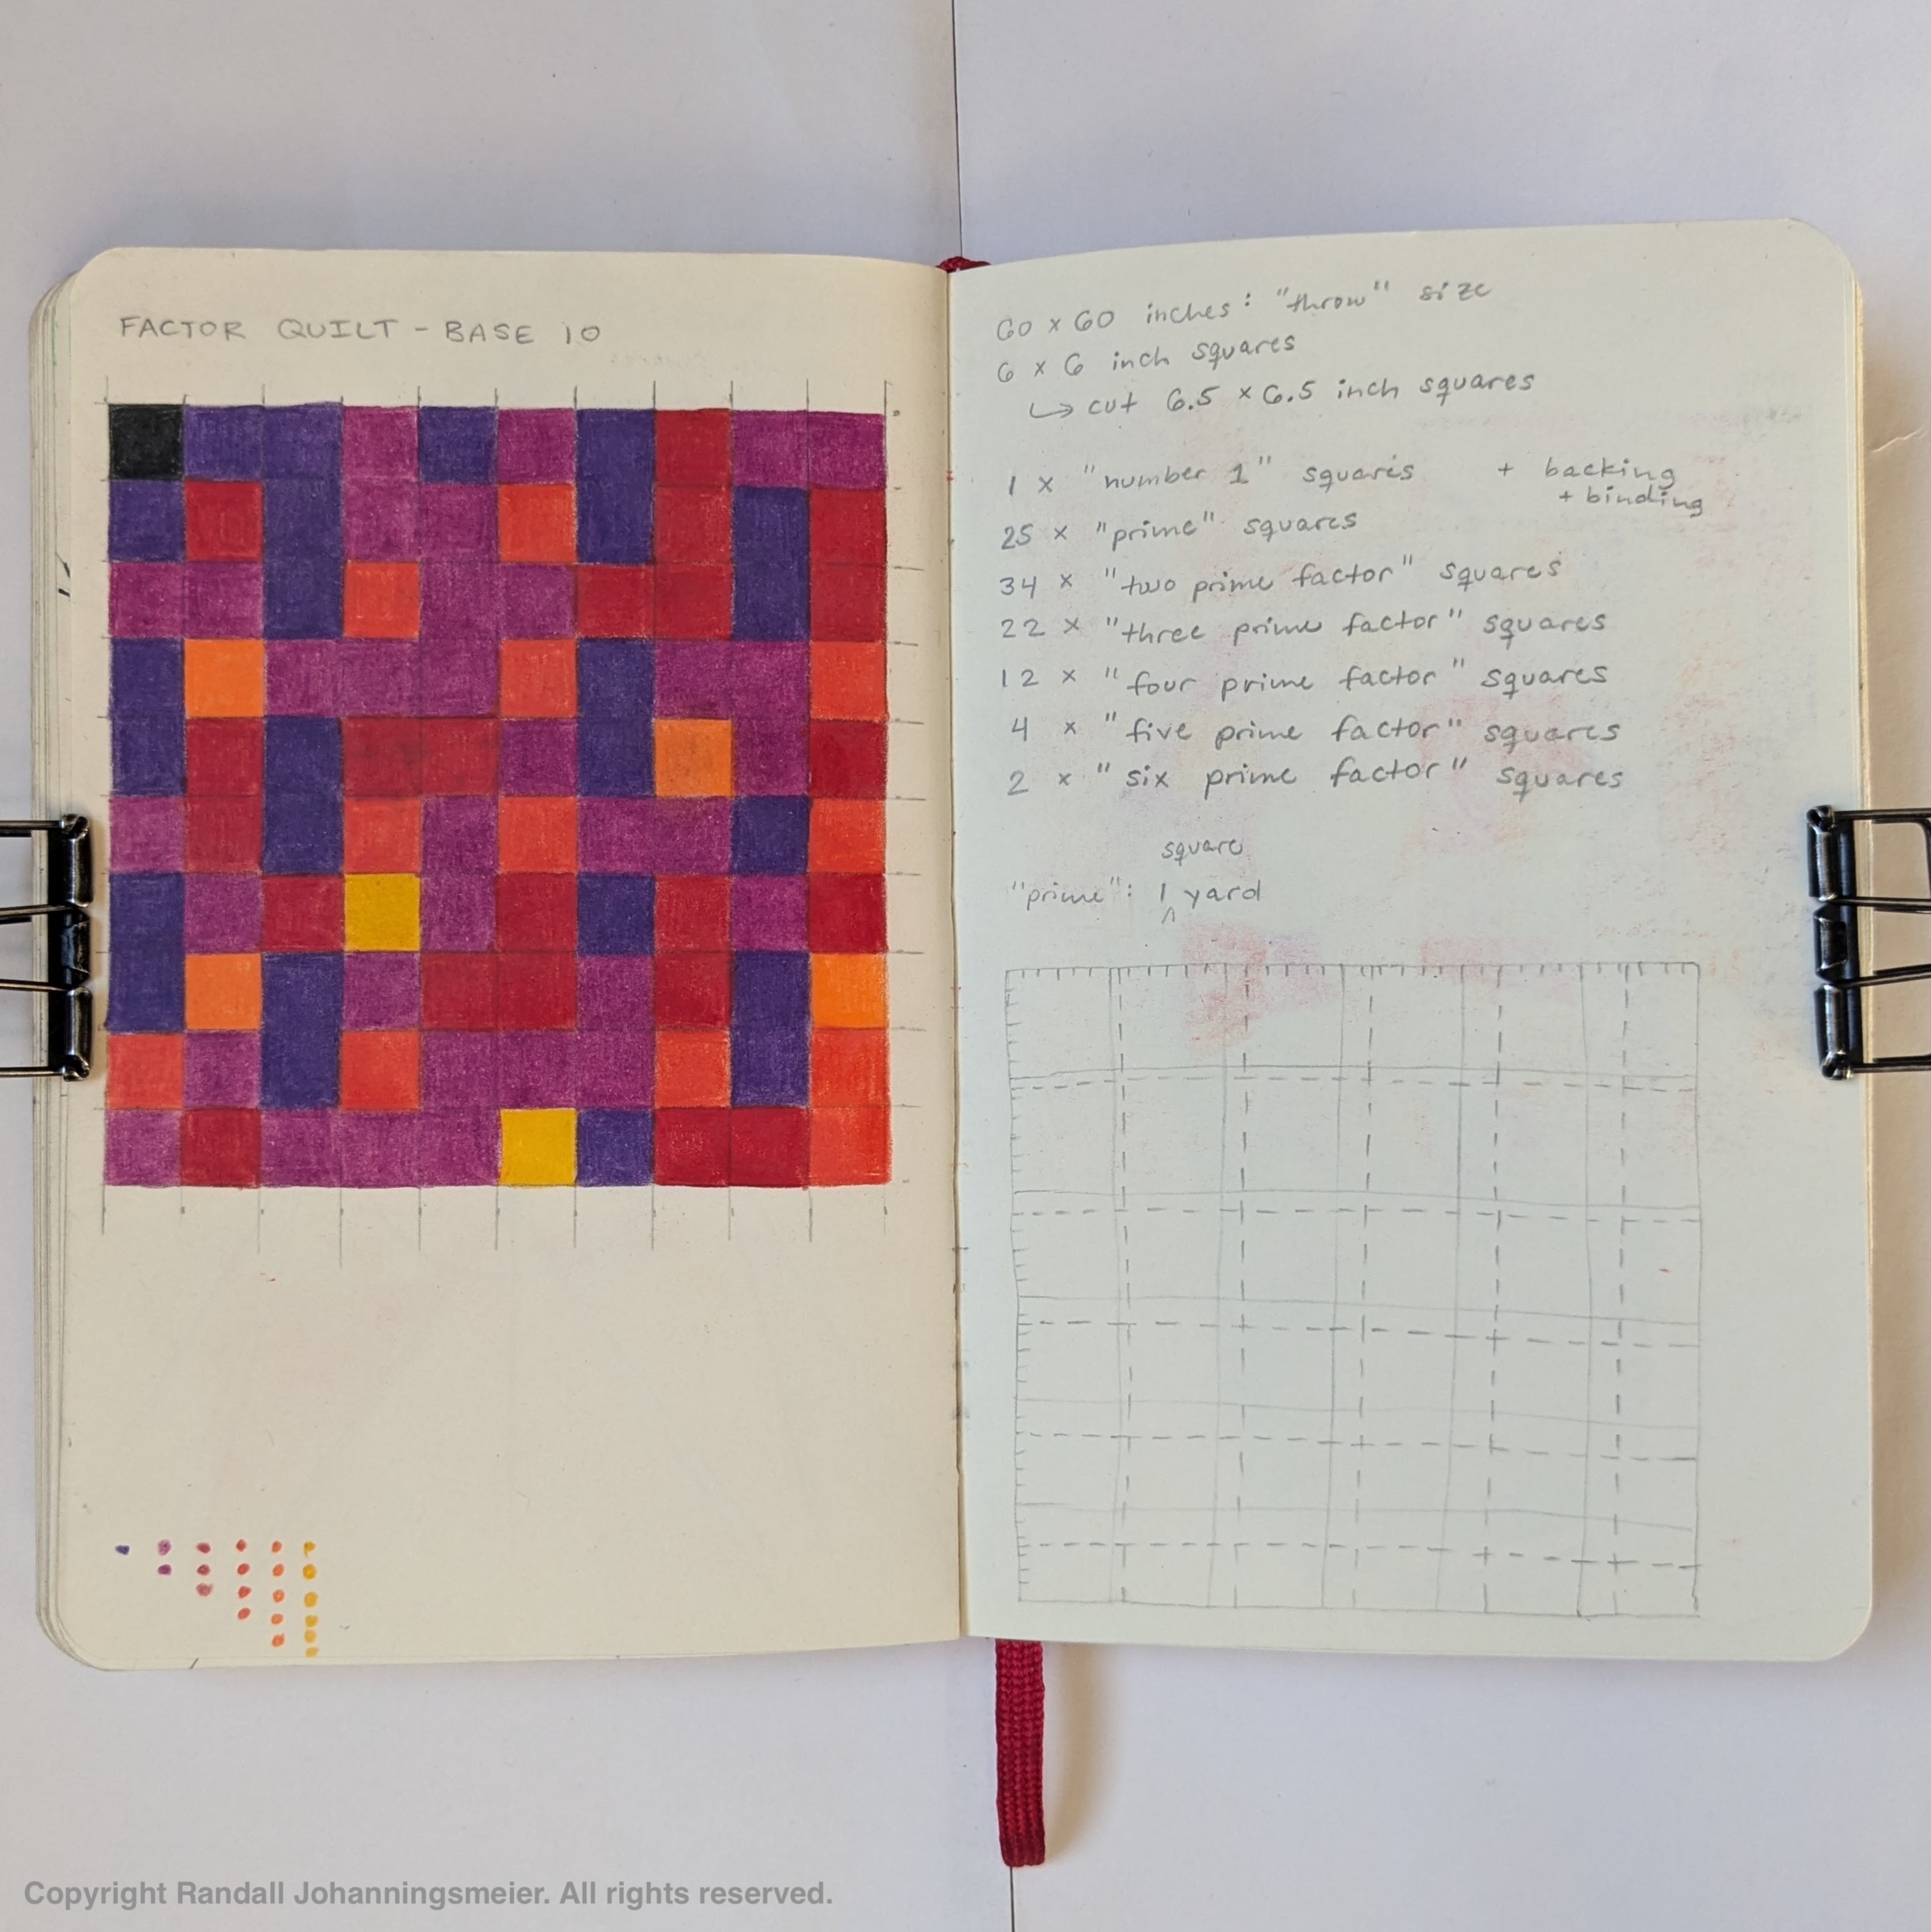 FACTOR QUILT - BASE 10
60 x 60 inches: "throw" size
6 x 6 inch squares
↳ cut 6.5 x 6.5 inch squares
1 x "number 1" squares + backing
+ binding
25 x "prime" squares
34 x "two prime factor" squares
22 x "three prime factor" squares
12 x "four prime factor" squares
4 x "five prime factor" squares
2 x "six prime factor" squares
square
"prime": 1 ^ yard
Copyright Randall Johanningsmeier. All rights reserved.